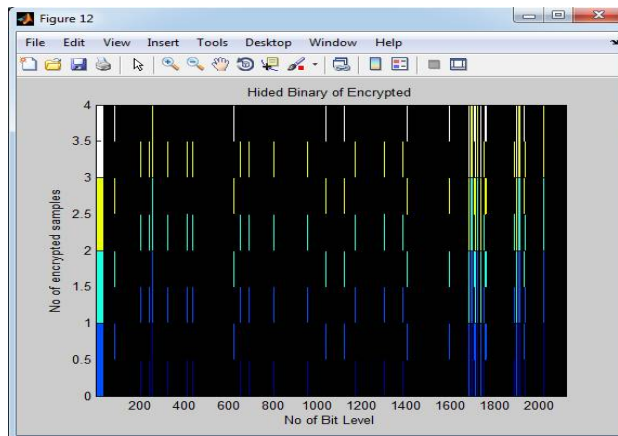 Figure 12
File Edit View Insert Tools Desktop Window Help
Hided Binary of Encrypted
4
3.5
3
2.5
2
1.5
1
0.5
0
No of encrypted samples
200 400 600 800 1000 1200 1400 1600 1800 2000
No of Bit Level